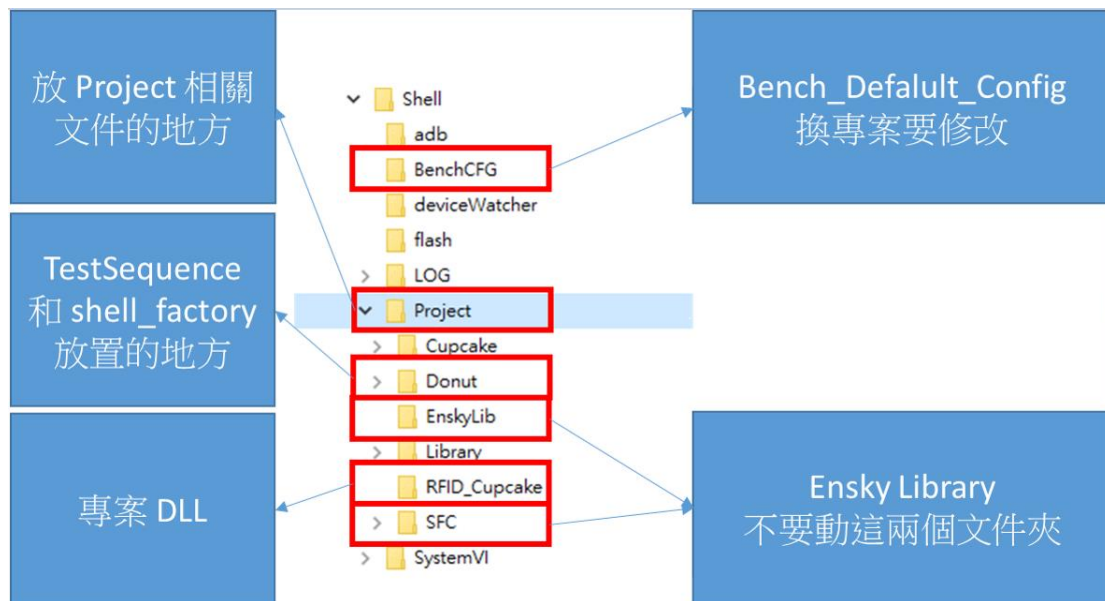 放 Project 相關
文件的地方
TestSequence
和 shell_factory
放置的地方
專案 DLL
Shell
adb
BenchCFG
deviceWatcher
flash
LOG
Project
Cupcake
Donut
EnskyLib
Library
RFID_Cupcake
SFC
SystemVI
Bench_Defalult_Config
換專案要修改
Ensky Library
不要動這兩個文件夾